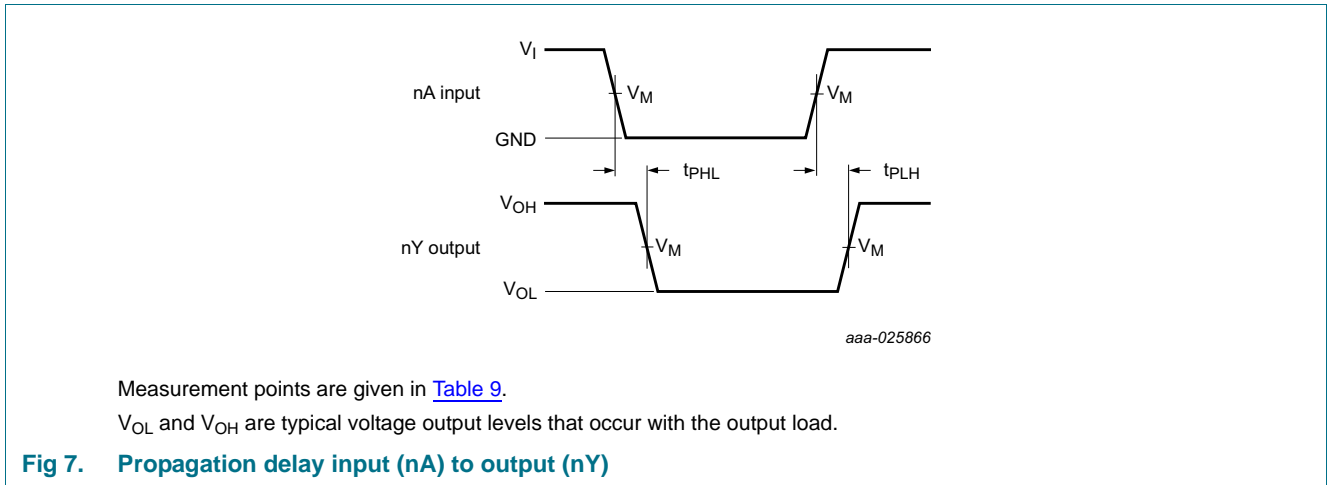 V_I
nA input
V_M
V_M
GND
t_PHL
t_PLH
V_OH
nY output
V_M
V_M
V_OL
aaa-025866
Measurement points are given in Table 9.
V_OL and V_OH are typical voltage output levels that occur with the output load.
Fig 7. Propagation delay input (nA) to output (nY)